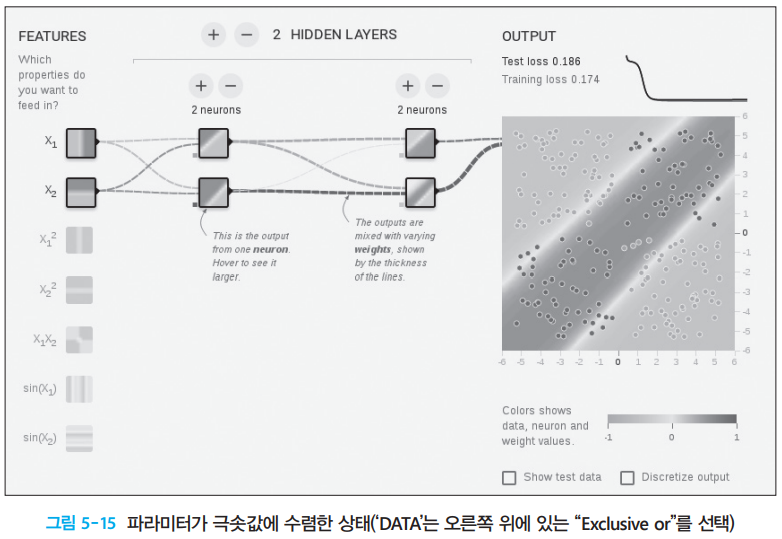 FEATURES
Which
properties do
you want to
feed in?
+ − 2 HIDDEN LAYERS
+ −
2 neurons
+ −
2 neurons
X1
X2
X1²
X2²
X1X2
sin(X1)
sin(X2)
This is the output
from one neuron.
Hover to see it
larger.
The outputs are
mixed with varying
weights, shown
by the thickness
of the lines.
OUTPUT
Test loss 0.186
Training loss 0.174
6
5
4
3
2
1
0
-1
-2
-3
-4
-5
-6
-6 -5 -4 -3 -2 -1 0 1 2 3 4 5 6
Colors shows
data, neuron and
weight values.
-1 0 1
Show test data Discretize output
그림 5-15 파라미터가 극솟값에 수렴한 상태(‘DATA’는 오른쪽 위에 있는 “Exclusive or”를 선택)